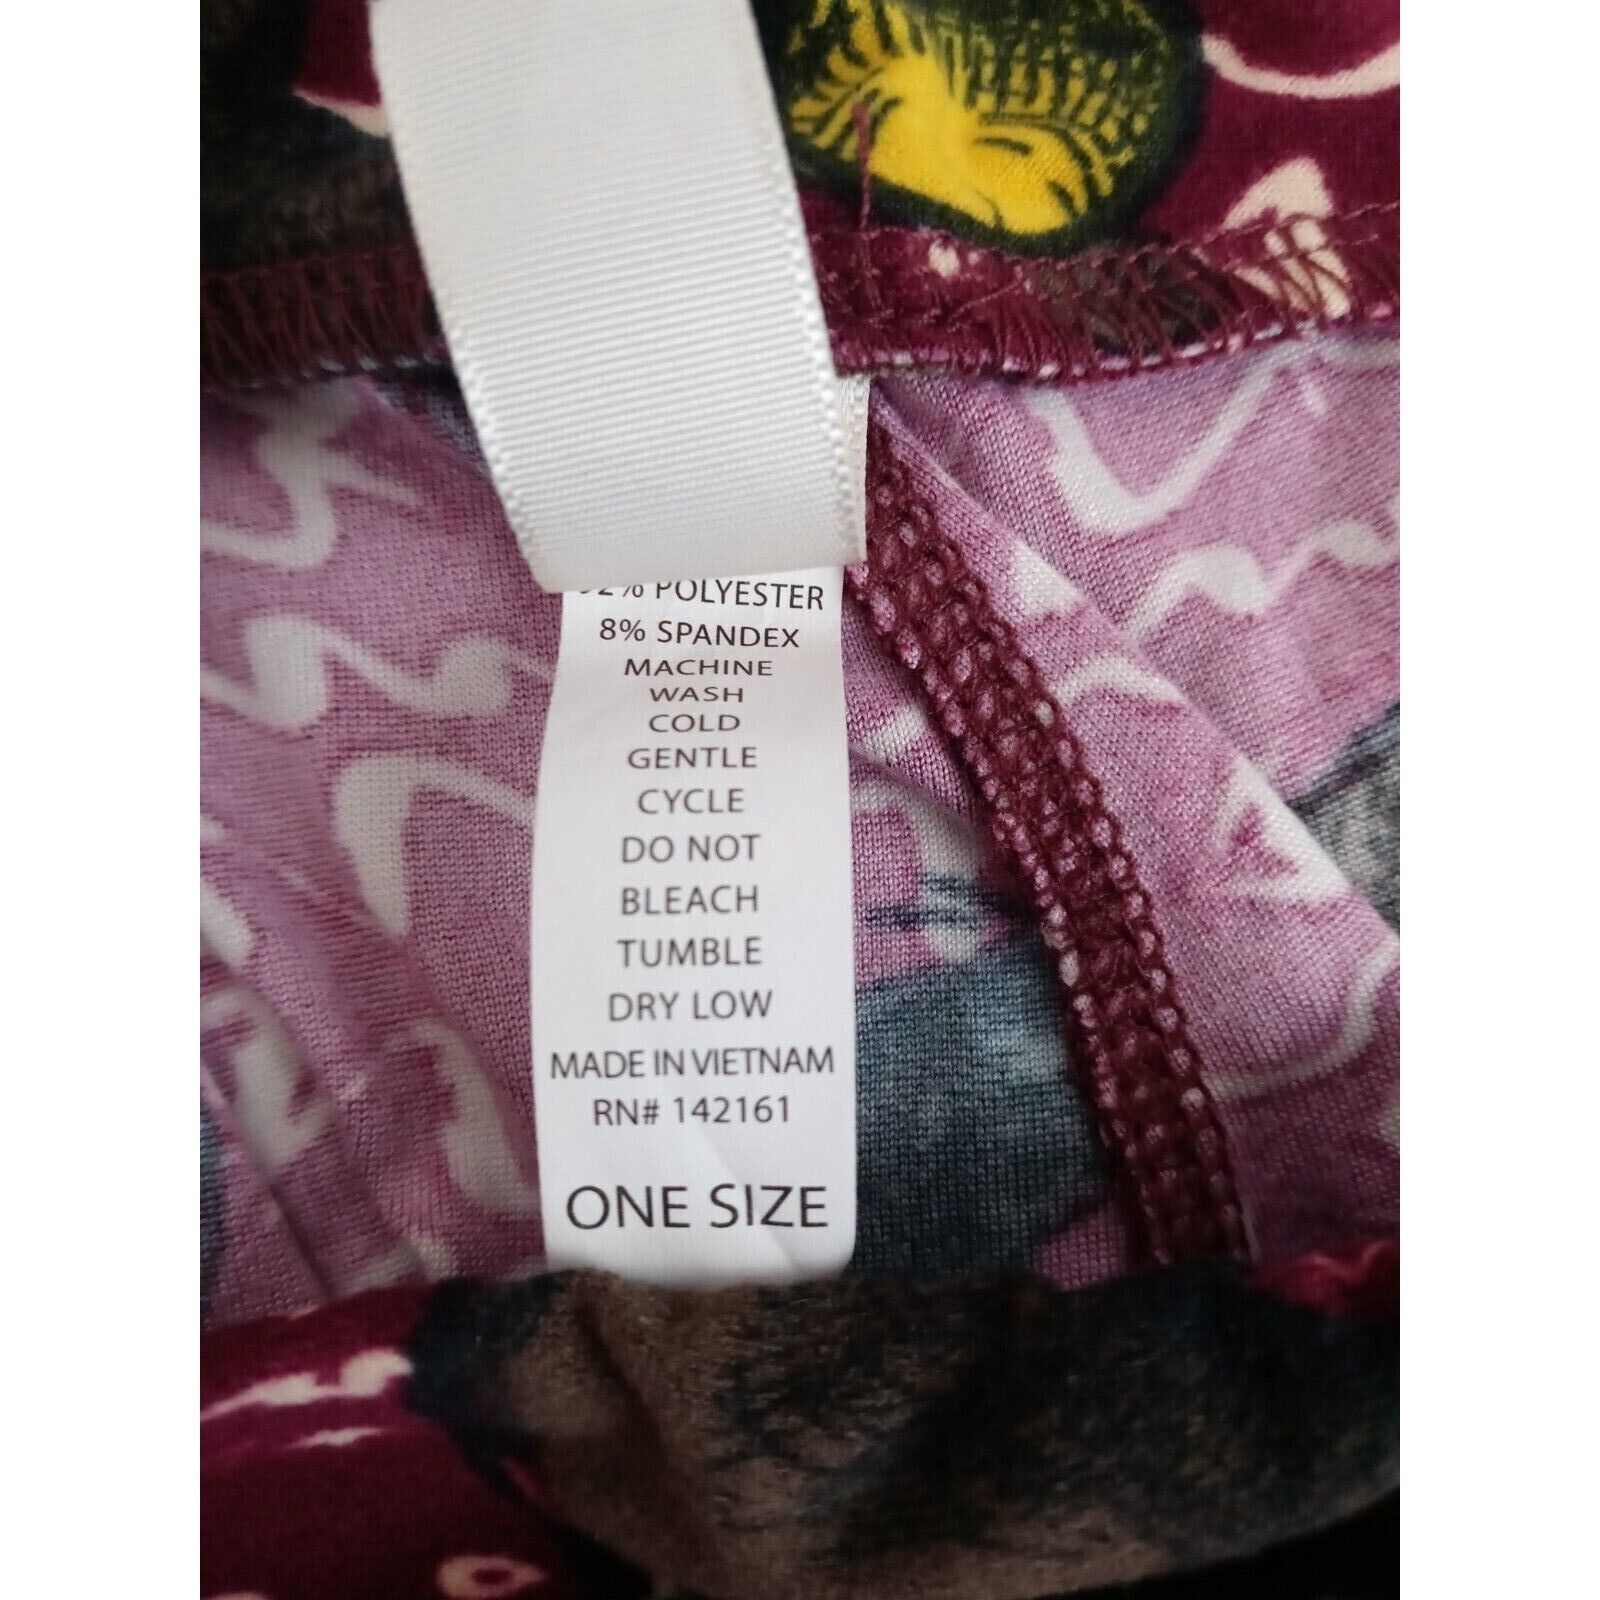 92% POLYESTER
8% SPANDEX
MACHINE
WASH
COLD
GENTLE
CYCLE
DO NOT
BLEACH
TUMBLE
DRY LOW
MADE IN VIETNAM
RN# 142161
ONE SIZE